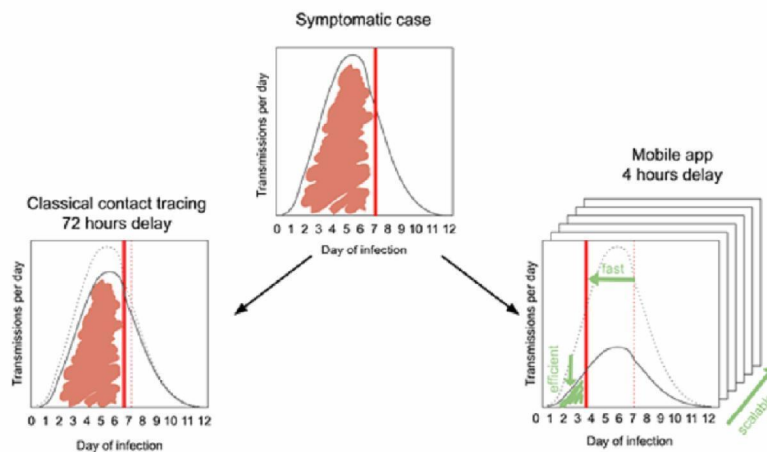 Symptomatic case
Transmissions per day
0 1 2 3 4 5 6 7 8 9 10 11 12
Day of infection
Classical contact tracing
72 hours delay
Transmissions per day
0 1 2 3 4 5 6 7 8 9 10 11 12
Day of infection
Mobile app
4 hours delay
Transmissions per day
fast
efficient
scalable
0 1 2 3 4 5 6 7 8 9 10 11 12
Day of infection